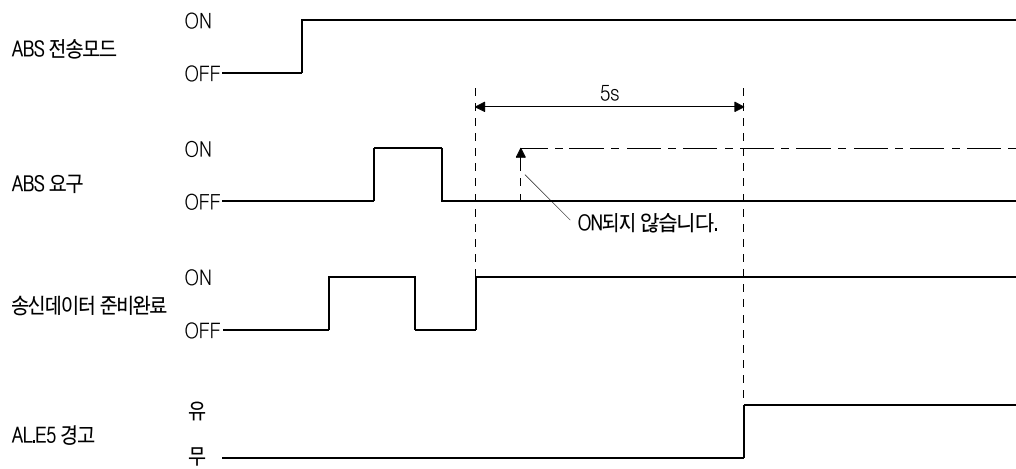 ON
ABS 전송모드
OFF
5s
ON
ABS 요구
OFF
ON되지 않습니다.
ON
송신데이터 준비완료
OFF
유
AL.E5 경고
무